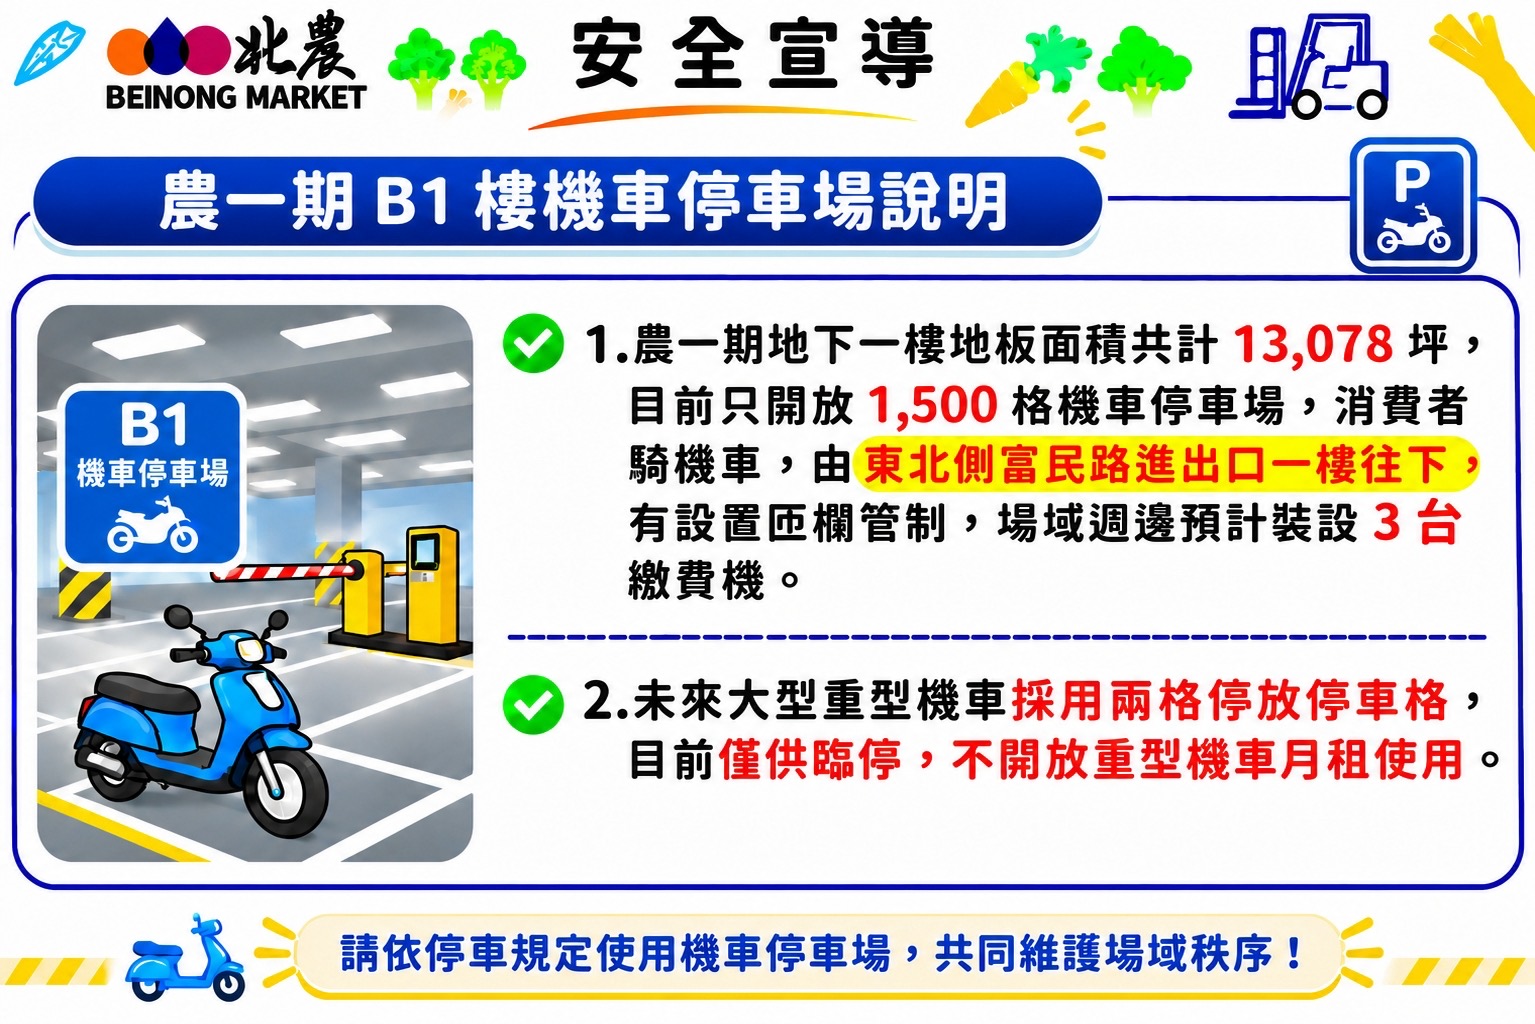 北農
BEINONG MARKET
安全宣導
農一期 B1 樓機車停車場說明
P
B1
機車停車場
1.農一期地下一樓地板面積共計 13,078 坪，
目前只開放 1,500 格機車停車場，消費者
騎機車，由東北側富民路進出口一樓往下，
有設置匝欄管制，場域週邊預計裝設 3 台
繳費機。
2.未來大型重型機車採用兩格停放停車格，
目前僅供臨停，不開放重型機車月租使用。
請依停車規定使用機車停車場，共同維護場域秩序！